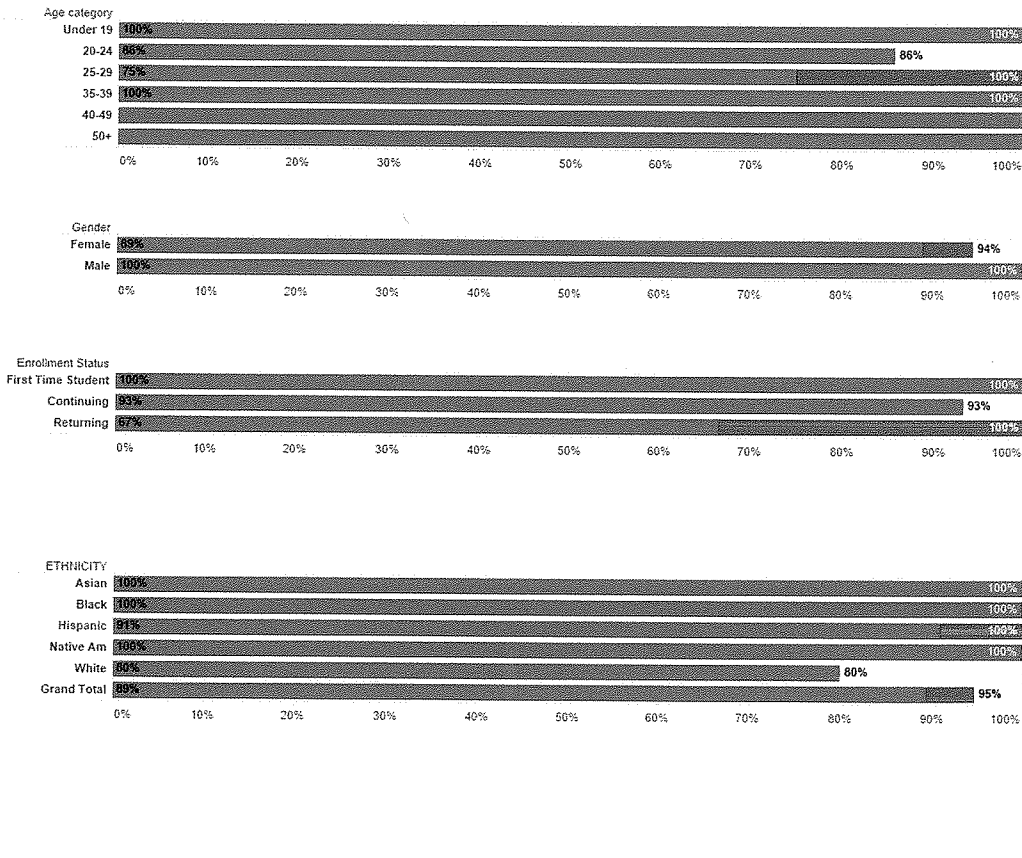 Age category
Under 19 100% 100%
20-24 86% 86%
25-29 75% 100%
35-39 100% 100%
40-49
50+
0% 10% 20% 30% 40% 50% 60% 70% 80% 90% 100%
Gender
Female 89% 94%
Male 100% 100%
0% 10% 20% 30% 40% 50% 60% 70% 80% 90% 100%
Enrollment Status
First Time Student 100% 100%
Continuing 93% 93%
Returning 67% 100%
0% 10% 20% 30% 40% 50% 60% 70% 80% 90% 100%
ETHNICITY
Asian 100% 100%
Black 100% 100%
Hispanic 91% 100%
Native Am 100% 100%
White 80% 80%
Grand Total 89% 95%
0% 10% 20% 30% 40% 50% 60% 70% 80% 90% 100%